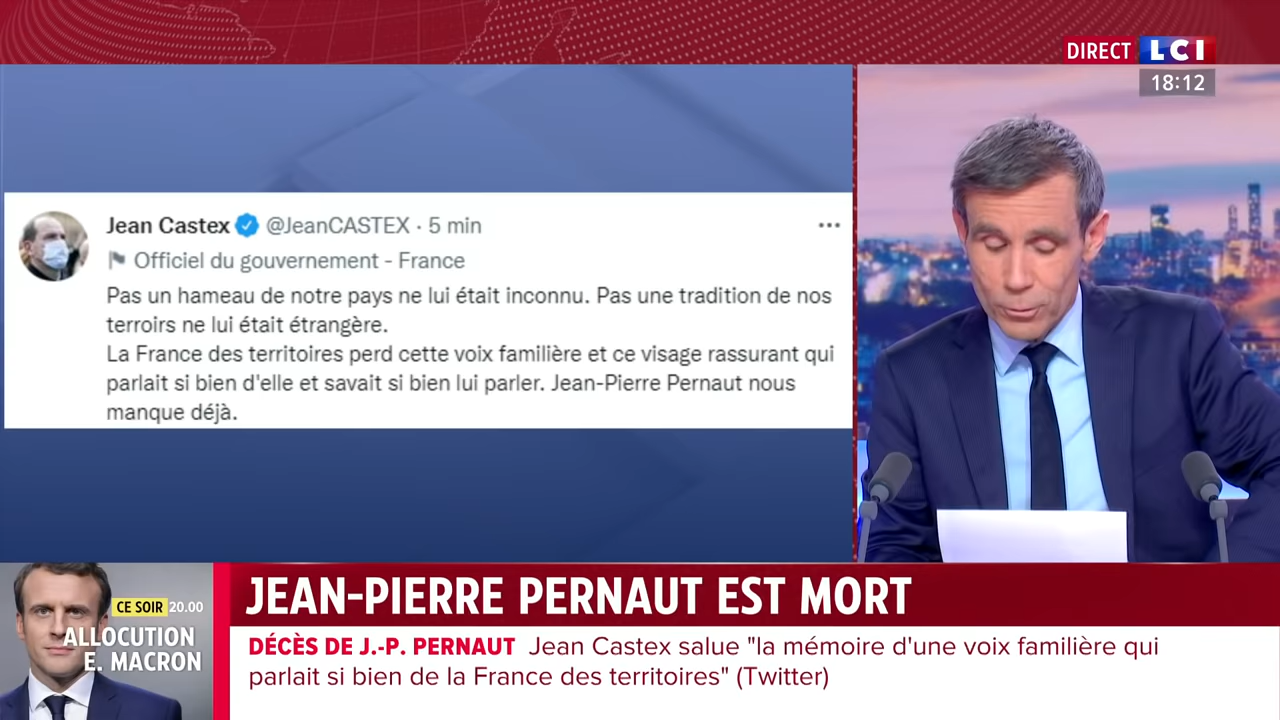 DIRECT LCI
18:12
Jean Castex @JeanCASTEX · 5 min
Officiel du gouvernement - France
Pas un hameau de notre pays ne lui était inconnu. Pas une tradition de nos
terroirs ne lui était étrangère.
La France des territoires perd cette voix familière et ce visage rassurant qui
parlait si bien d'elle et savait si bien lui parler. Jean-Pierre Pernaut nous
manque déjà.
CE SOIR 20.00
ALLOCUTION
E. MACRON
JEAN-PIERRE PERNAUT EST MORT
DÉCÈS DE J.-P. PERNAUT Jean Castex salue "la mémoire d'une voix familière qui
parlait si bien de la France des territoires" (Twitter)